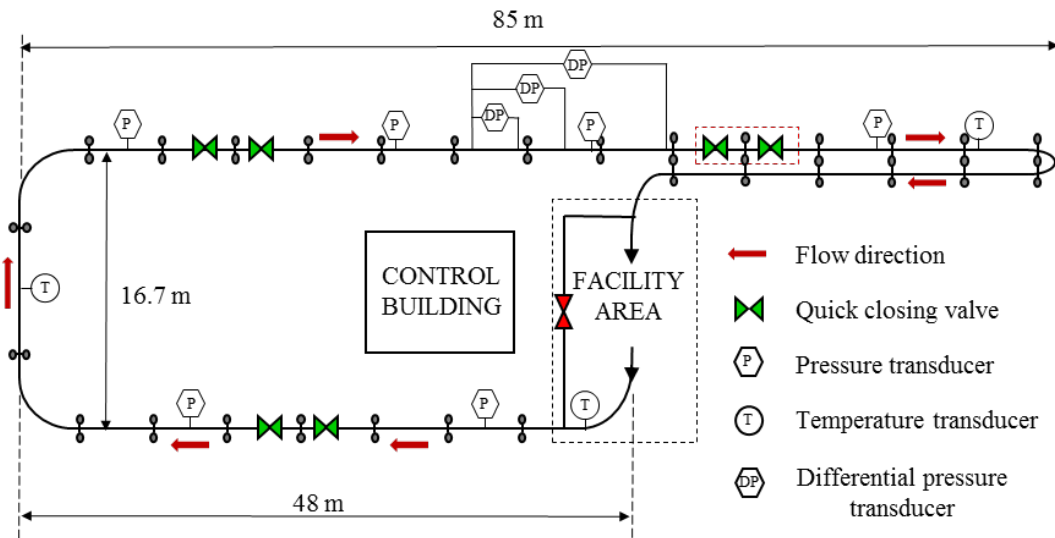 85 m
DP
DP
DP
P
P
P
P
T
16.7 m
T
CONTROL
BUILDING
FACILITY
AREA
Flow direction
Quick closing valve
P
Pressure transducer
P
P
T
T
Temperature transducer
DP
Differential pressure
transducer
48 m